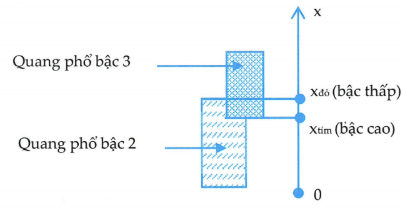 x
Quang phổ bậc 3
xđỏ (bậc thấp)
xtím (bậc cao)
Quang phổ bậc 2
0